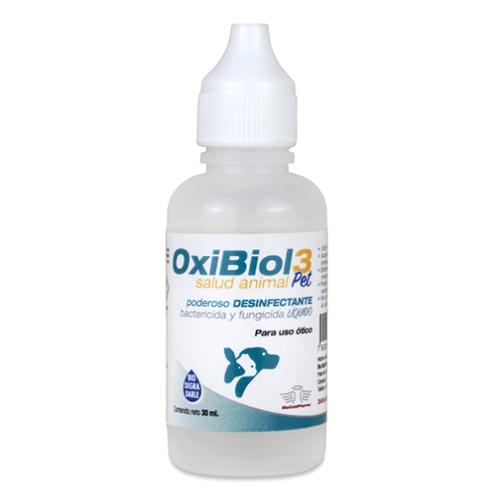 OxiBiol3
salud animal Pet
poderoso DESINFECTANTE
bactericida y fungicida LÍQUIDO
Para uso ótico
BIO
DEGRA
DABLE
Contenido neto 30 ml.